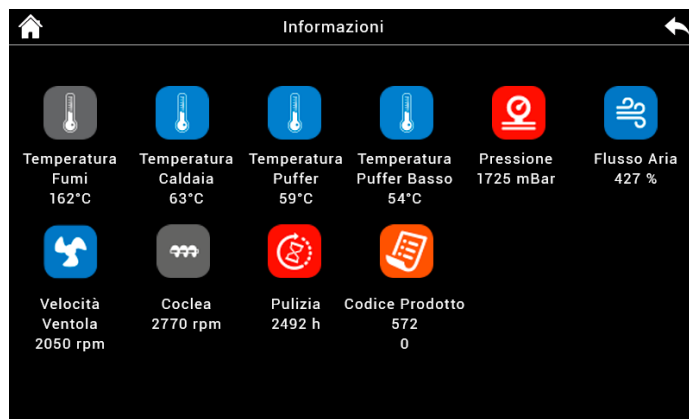 Informazioni
Temperatura
Fumi
162°C
Temperatura
Caldaia
63°C
Temperatura
Puffer
59°C
Temperatura
Puffer Basso
54°C
Pressione
1725 mBar
Flusso Aria
427 %
Velocità
Ventola
2050 rpm
Coclea
2770 rpm
Pulizia
2492 h
Codice Prodotto
572
0